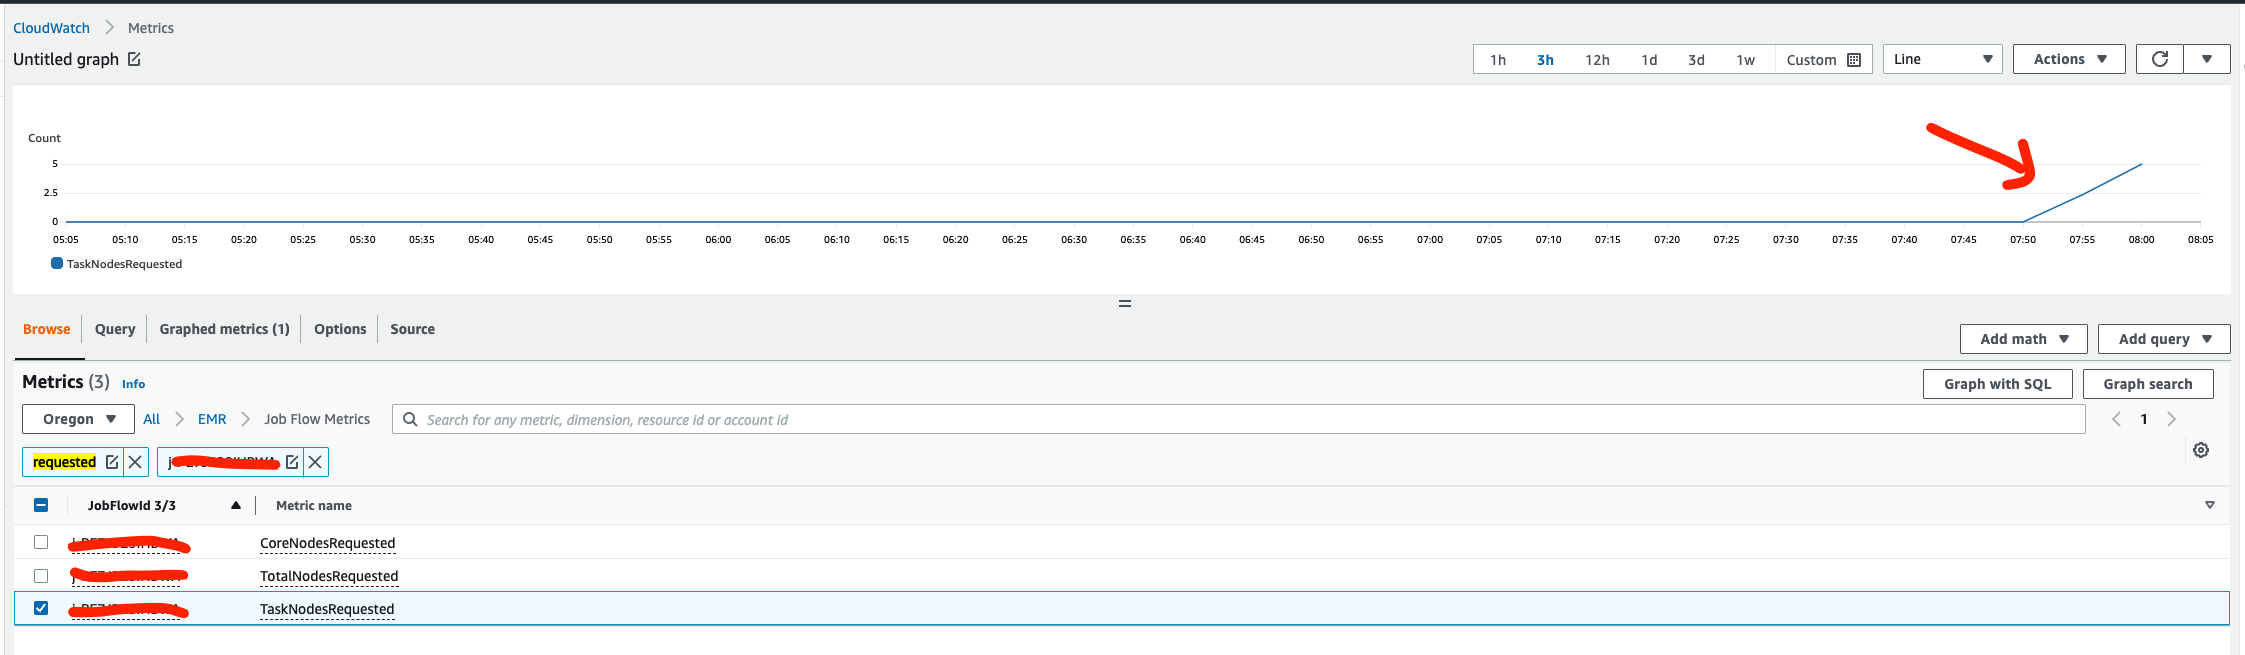 CloudWatch > Metrics
Untitled graph
1h 3h 12h 1d 3d 1w Custom Line Actions
Count
5
2.5
0
05:05 05:10 05:15 05:20 05:25 05:30 05:35 05:40 05:45 05:50 05:55 06:00 06:05 06:10 06:15 06:20 06:25 06:30 06:35 06:40 06:45 06:50 06:55 07:00 07:05 07:10 07:15 07:20 07:25 07:30 07:35 07:40 07:45 07:50 07:55 08:00 08:05
TaskNodesRequested
Browse Query Graphed metrics (1) Options Source
Add math Add query
Metrics (3) Info
Graph with SQL Graph search
Oregon All > EMR > Job Flow Metrics Search for any metric, dimension, resource id or account id < 1 >
requested
JobFlowId 3/3 Metric name
CoreNodesRequested
TotalNodesRequested
TaskNodesRequested